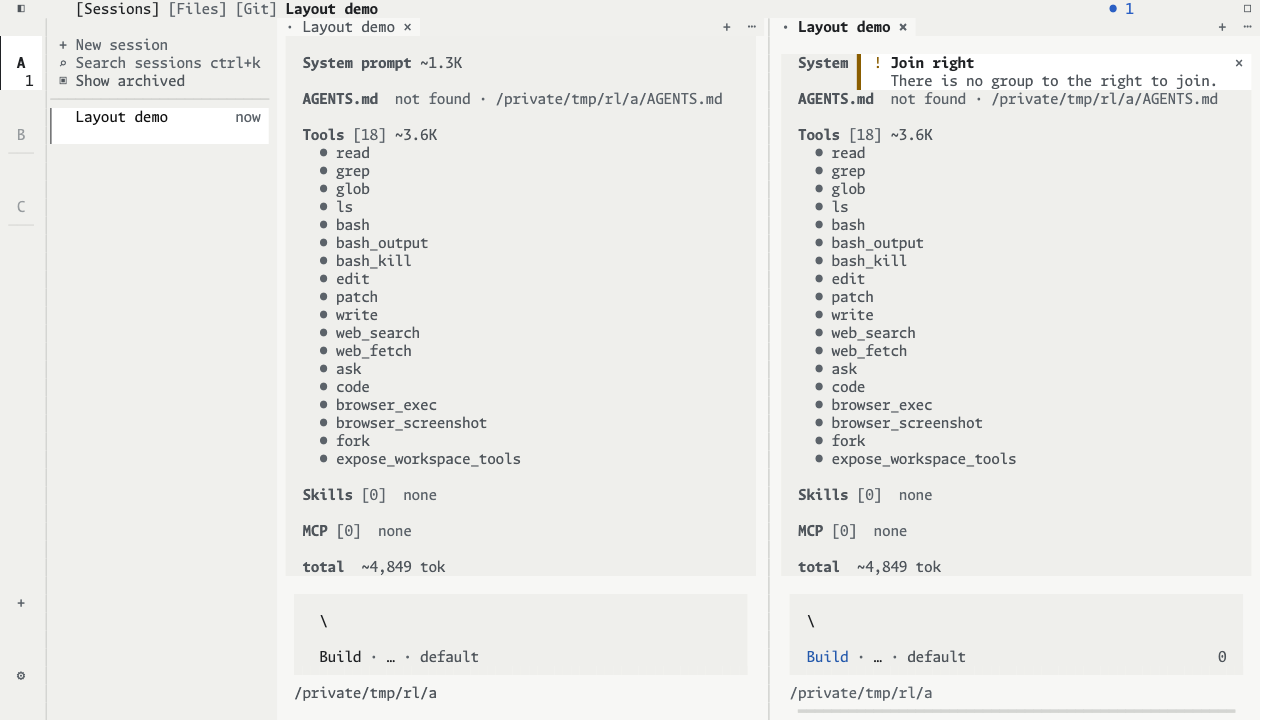 [Sessions] [Files] [Git] Layout demo
● 1
A
1
B
C
+ New session
Search sessions ctrl+k
Show archived
Layout demo now
· Layout demo × + …
System prompt ~1.3K
AGENTS.md not found · /private/tmp/rl/a/AGENTS.md
Tools [18] ~3.6K
● read
● grep
● glob
● ls
● bash
● bash_output
● bash_kill
● edit
● patch
● write
● web_search
● web_fetch
● ask
● code
● browser_exec
● browser_screenshot
● fork
● expose_workspace_tools
Skills [0] none
MCP [0] none
total ~4,849 tok
\
Build · … · default
/private/tmp/rl/a
· Layout demo × + …
System
! Join right ×
There is no group to the right to join.
AGENTS.md not found · /private/tmp/rl/a/AGENTS.md
Tools [18] ~3.6K
● read
● grep
● glob
● ls
● bash
● bash_output
● bash_kill
● edit
● patch
● write
● web_search
● web_fetch
● ask
● code
● browser_exec
● browser_screenshot
● fork
● expose_workspace_tools
Skills [0] none
MCP [0] none
total ~4,849 tok
\
Build · … · default 0
/private/tmp/rl/a
+